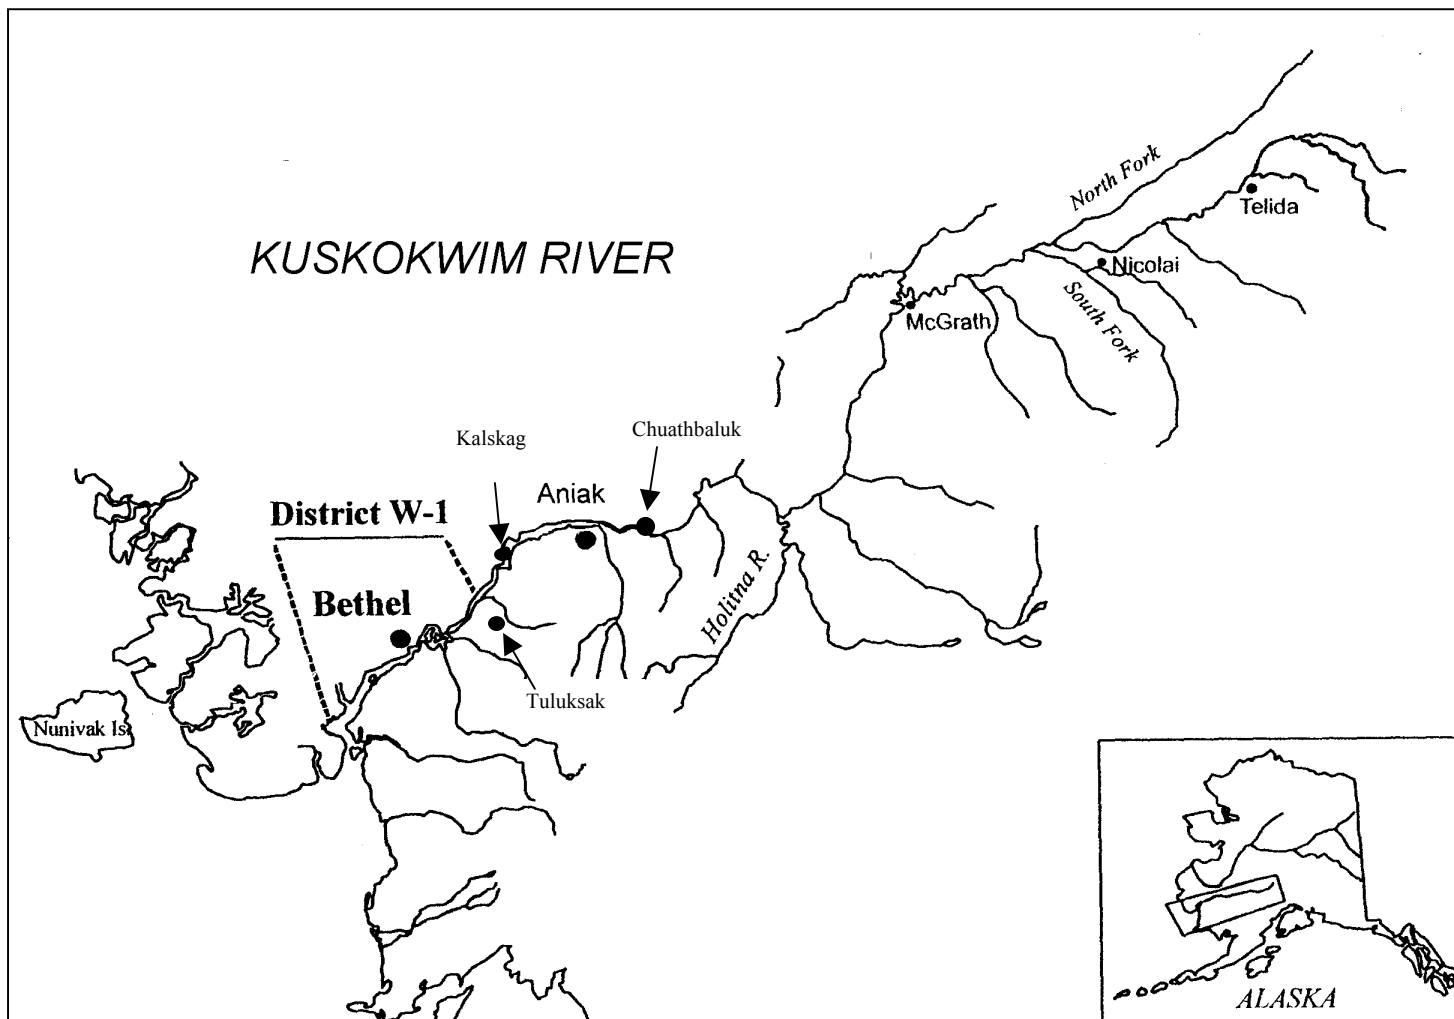 North Fork
Telida
KUSKOKWIM RIVER
Nicolai
South Fork
McGrath
Chuathbaluk
Kalskag
Aniak
District W-1
Bethel
Holitna R.
Tuluksak
Nunivak Is.
ALASKA